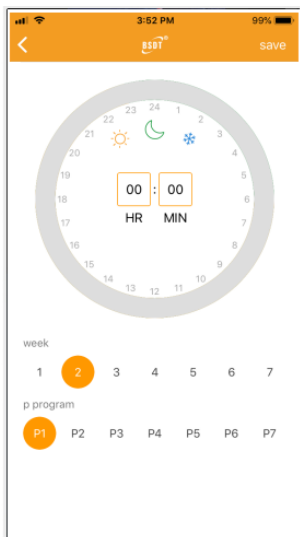 3:52 PM 99%
BSDT® save
24
23 1
22 2
21 3
20 4
19 5
18 00 : 00 6
HR MIN
17 7
16 8
15 9
14 10
13 12 11
week
1 2 3 4 5 6 7
p program
P1 P2 P3 P4 P5 P6 P7